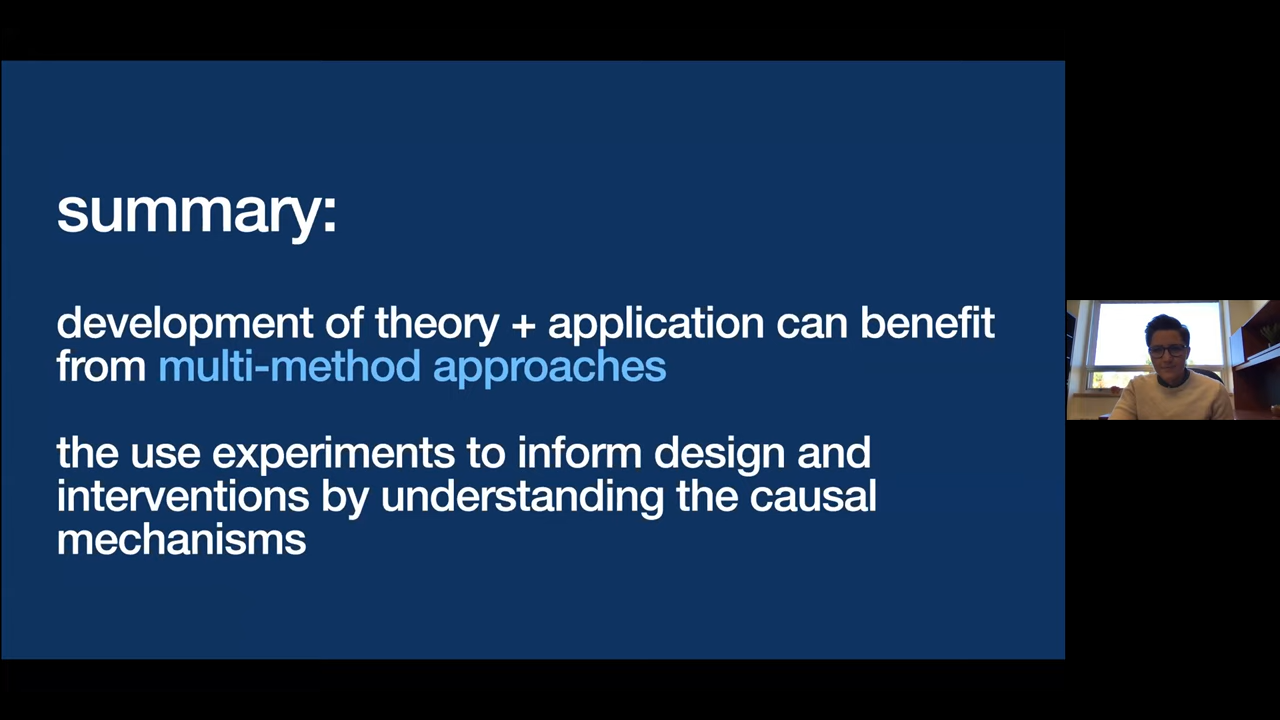 summary:
development of theory + application can benefit
from multi-method approaches
the use experiments to inform design and
interventions by understanding the causal
mechanisms